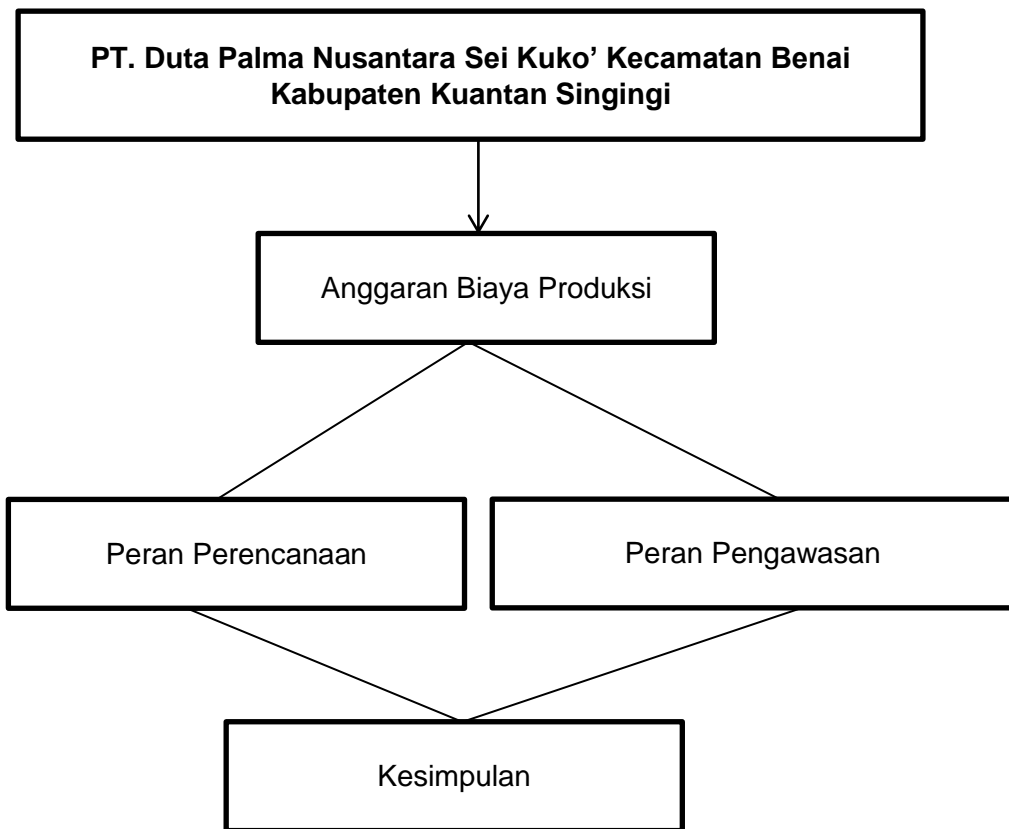 PT. Duta Palma Nusantara Sei Kuko’ Kecamatan Benai
Kabupaten Kuantan Singingi
Anggaran Biaya Produksi
Peran Perencanaan
Peran Pengawasan
Kesimpulan